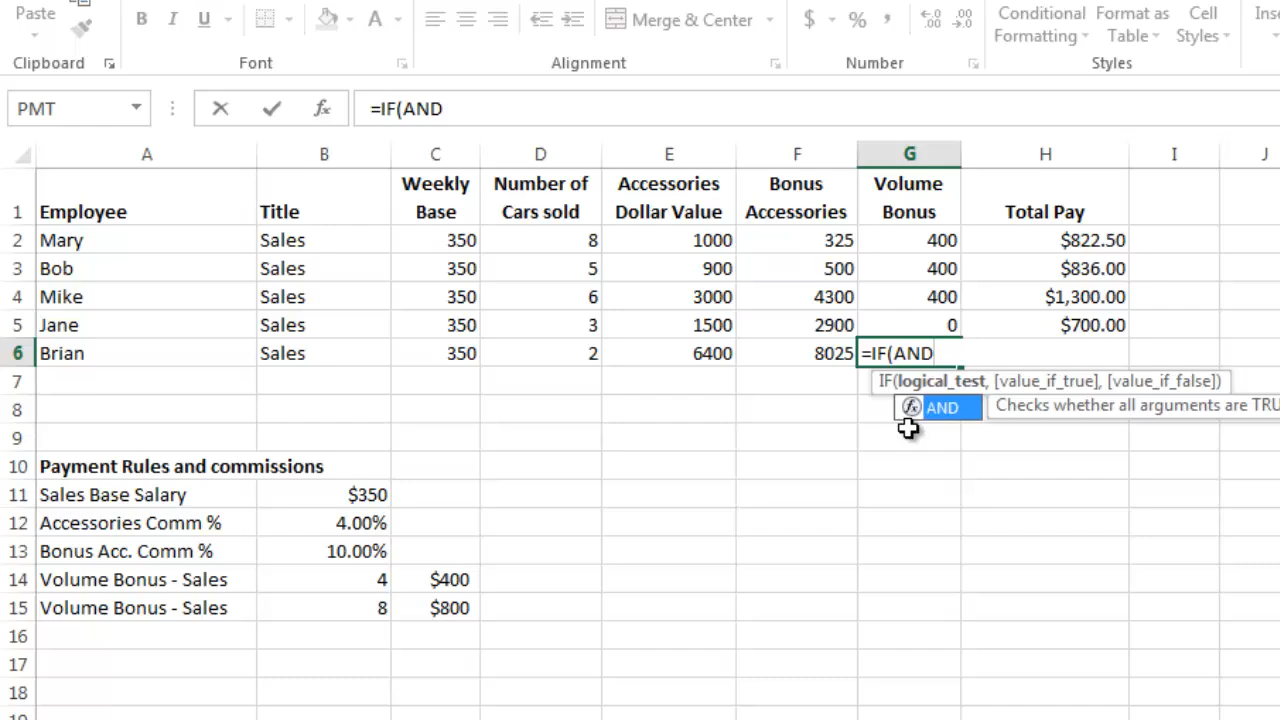 Paste
B I U A
Merge & Center
$ % ,
Conditional Formatting
Format as Table
Cell Styles
Clipboard Font Alignment Number Styles
PMT fx =IF(AND
A B C D E F G H I J
1 Employee Title Weekly Base Number of Cars sold Accessories Dollar Value Bonus Accessories Volume Bonus Total Pay
2 Mary Sales 350 8 1000 325 400 $822.50
3 Bob Sales 350 5 900 500 400 $836.00
4 Mike Sales 350 6 3000 4300 400 $1,300.00
5 Jane Sales 350 3 1500 2900 0 $700.00
6 Brian Sales 350 2 6400 8025 =IF(AND
7 IF(logical_test, [value_if_true], [value_if_false])
8 fx AND Checks whether all arguments are TRU
9
10 Payment Rules and commissions
11 Sales Base Salary $350
12 Accessories Comm % 4.00%
13 Bonus Acc. Comm % 10.00%
14 Volume Bonus - Sales 4 $400
15 Volume Bonus - Sales 8 $800
16
17
18